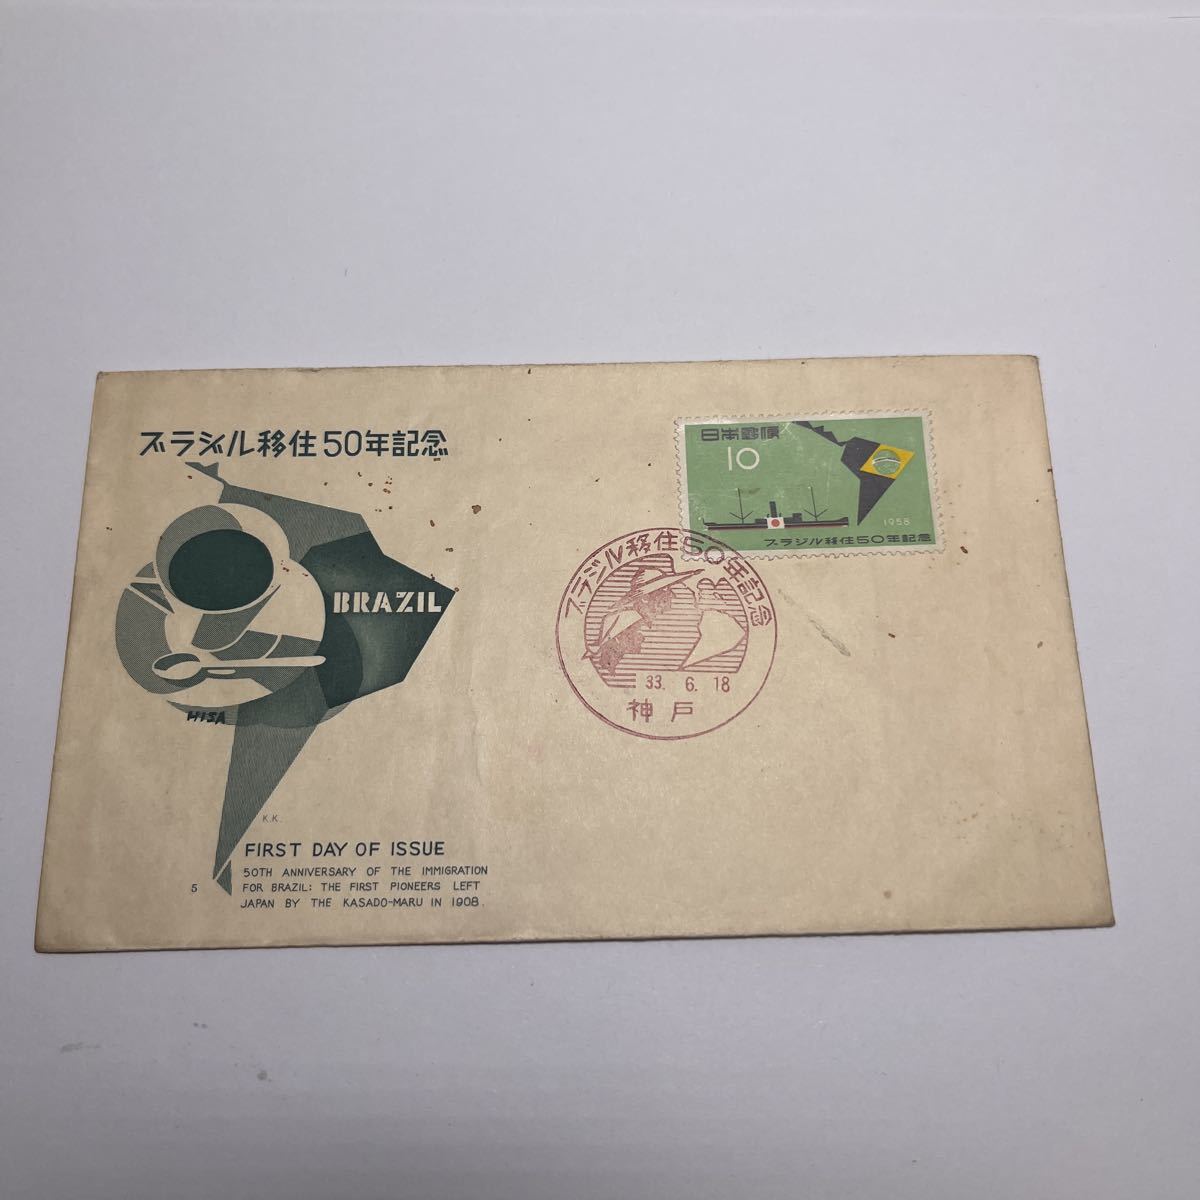 ブラジル移住50年記念
BRAZIL
HISA
K.K.
FIRST DAY OF ISSUE
50TH ANNIVERSARY OF THE IMMIGRATION
FOR BRAZIL: THE FIRST PIONEERS LEFT
JAPAN BY THE KASADO-MARU IN 1908.
5
日本郵便
10
1958
ブラジル移住50年記念
ブラジル移住50年記念
33. 6. 18
神戸